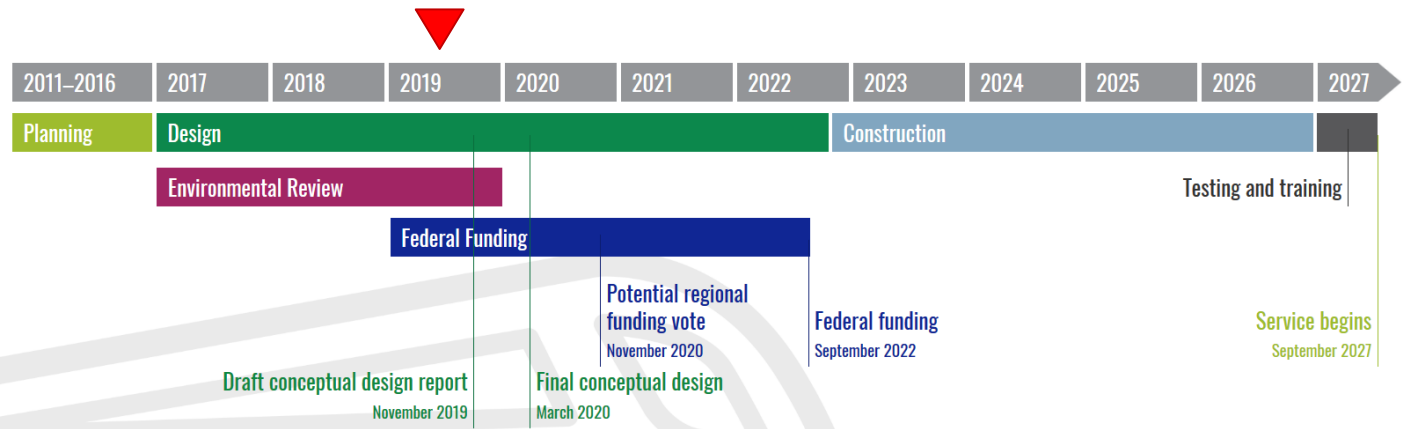 2011–2016
2017
2018
2019
2020
2021
2022
2023
2024
2025
2026
2027
Planning
Design
Construction
Environmental Review
Testing and training
Federal Funding
Potential regional
funding vote
November 2020
Federal funding
September 2022
Service begins
September 2027
Draft conceptual design report
November 2019
Final conceptual design
March 2020